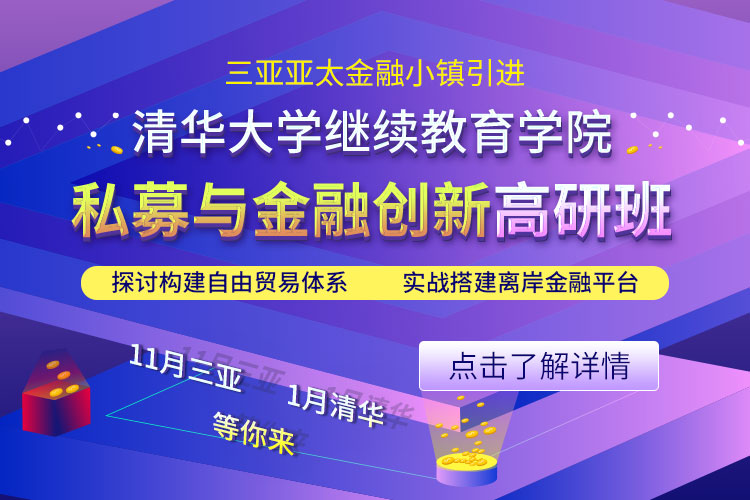 三亚亚太金融小镇引进
清华大学继续教育学院
私募与金融创新高研班
探讨构建自由贸易体系 实战搭建离岸金融平台
11月三亚
1月清华
等你来
点击了解详情